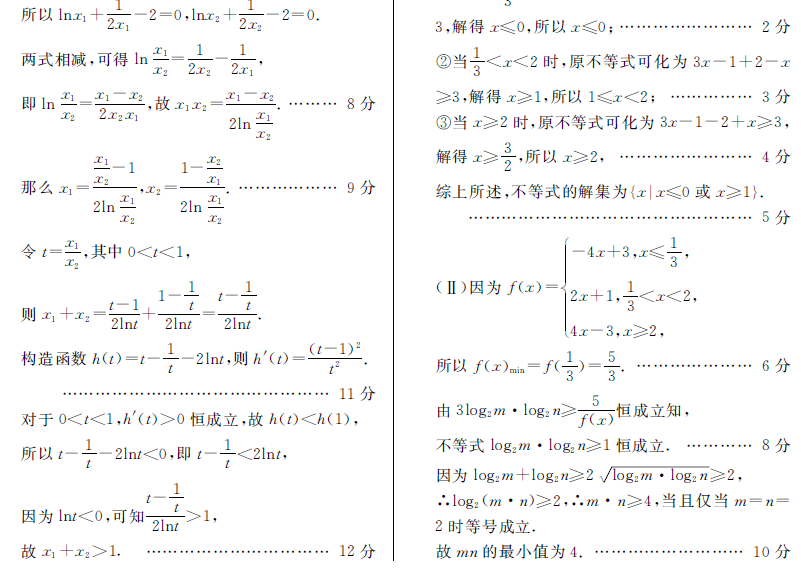 所以 lnx₁+1/(2x₁)-2=0,lnx₂+1/(2x₂)-2=0.
两式相减,可得 ln x₁/x₂=1/(2x₂)-1/(2x₁),
即 ln x₁/x₂=(x₁-x₂)/(2x₂x₁),故 x₁x₂=(x₁-x₂)/(2ln x₁/x₂). ……… 8 分
那么 x₁=(x₁/x₂-1)/(2ln x₁/x₂),x₂=(1-x₂/x₁)/(2ln x₁/x₂). ……………… 9 分
令 t=x₁/x₂,其中 0<t<1,
则 x₁+x₂=(t-1)/(2lnt)+(1-1/t)/(2lnt)=(t-1/t)/(2lnt).
构造函数 h(t)=t-1/t-2lnt,则 h′(t)=(t-1)²/t².
………………………………………… 11 分
对于 0<t<1,h′(t)>0 恒成立,故 h(t)<h(1),
所以 t-1/t-2lnt<0,即 t-1/t<2lnt,
因为 lnt<0,可知(t-1/t)/(2lnt)>1,
故 x₁+x₂>1. ………………………… 12 分
3
3,解得 x≤0,所以 x≤0; …………………… 2 分
②当1/3<x<2 时,原不等式可化为 3x-1+2-x
≥3,解得 x≥1,所以 1≤x<2; …………… 3 分
③当 x≥2 时,原不等式可化为 3x-1-2+x≥3,
解得 x≥3/2,所以 x≥2, …………………… 4 分
综上所述,不等式的解集为{x|x≤0 或 x≥1}.
………………………………………… 5 分
(Ⅱ)因为 f(x)={-4x+3,x≤1/3,
2x+1,1/3<x<2,
4x-3,x≥2,
所以 f(x)min=f(1/3)=5/3. ………………… 6 分
由 3log₂m·log₂n≥5/f(x)恒成立知,
不等式 log₂m·log₂n≥1 恒成立. ………… 8 分
因为 log₂m+log₂n≥2√(log₂m·log₂n)≥2,
∴log₂(m·n)≥2,∴m·n≥4,当且仅当 m=n=
2 时等号成立.
故 mn 的最小值为 4. ……………………… 10 分